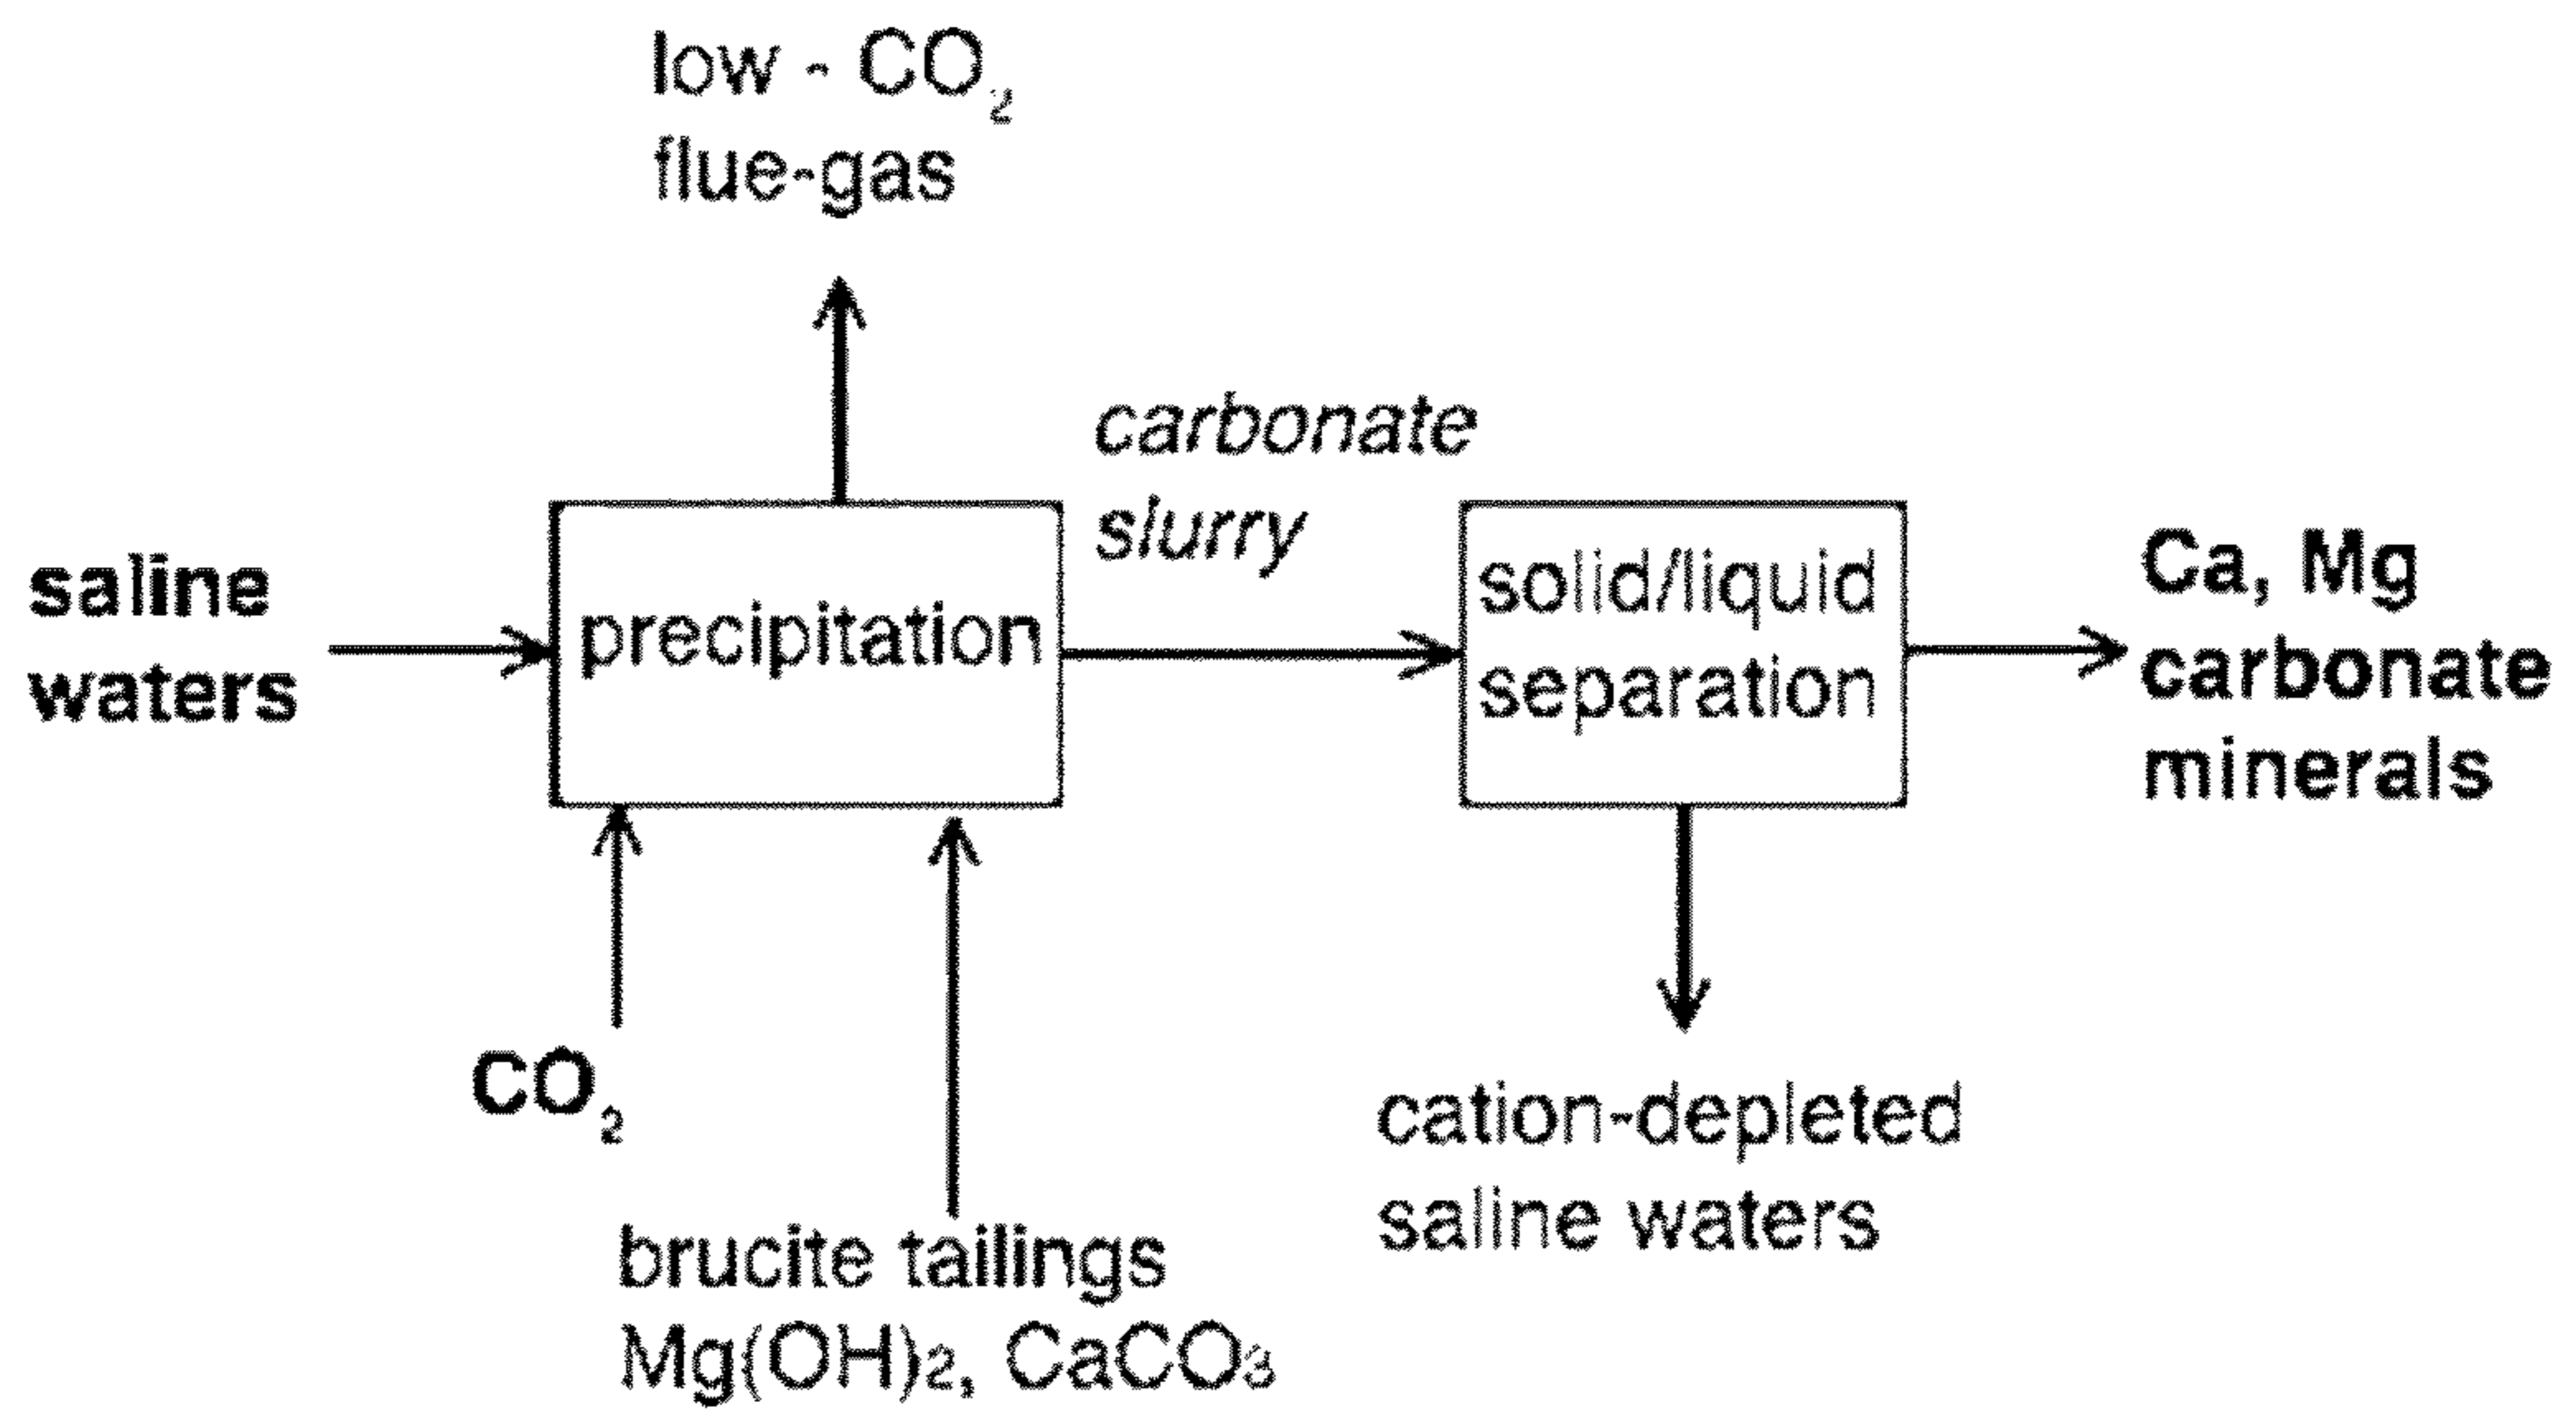 low - CO₂
flue-gas
carbonate
slurry
saline
waters
precipitation
solid/liquid
separation
Ca, Mg
carbonate
minerals
CO₂
brucite tailings
Mg(OH)₂, CaCO₃
cation-depleted
saline waters